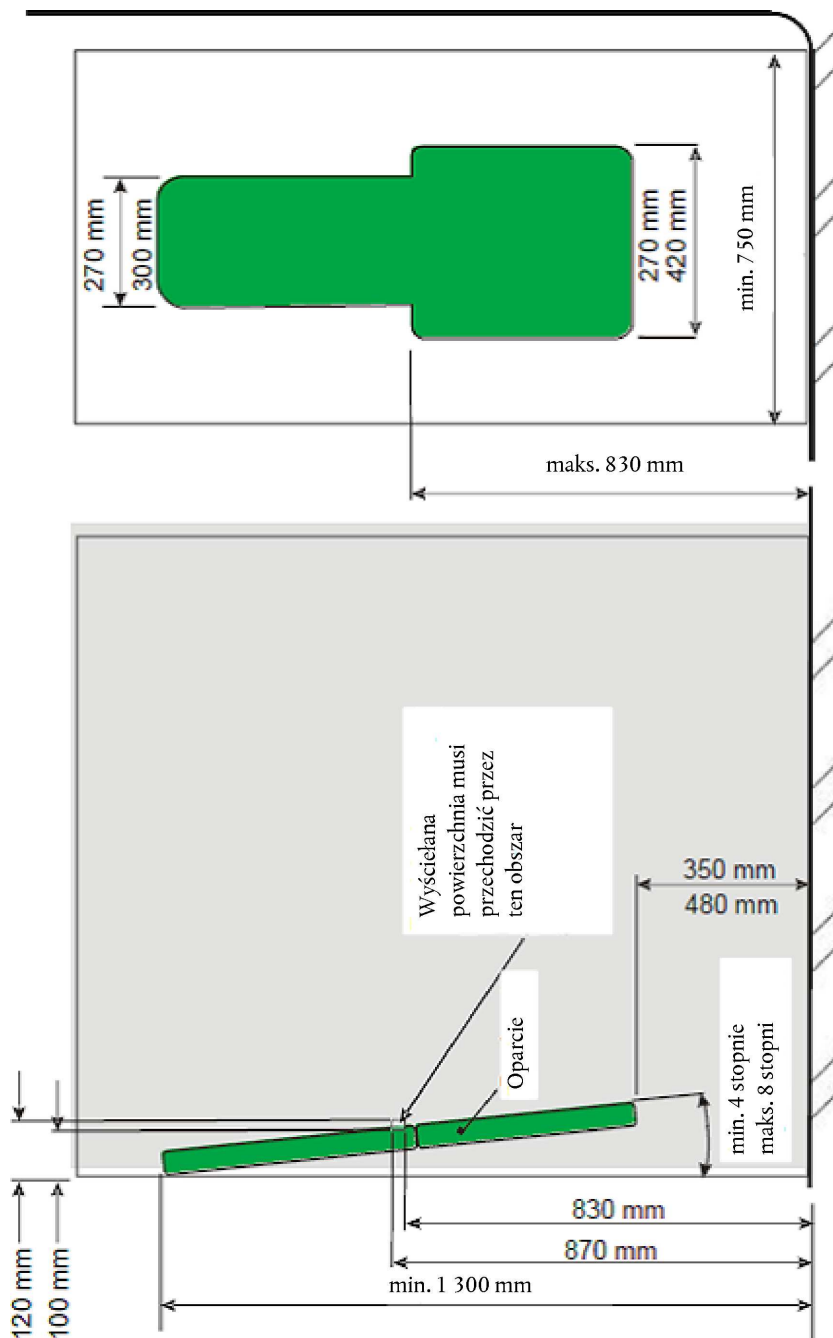 270 mm
300 mm
270 mm
420 mm
min. 750 mm
maks. 830 mm
Wyściełana
powierzchnia musi
przechodzić przez
ten obszar
350 mm
480 mm
Oparcie
min. 4 stopnie
maks. 8 stopni
830 mm
870 mm
min. 1 300 mm
120 mm
100 mm